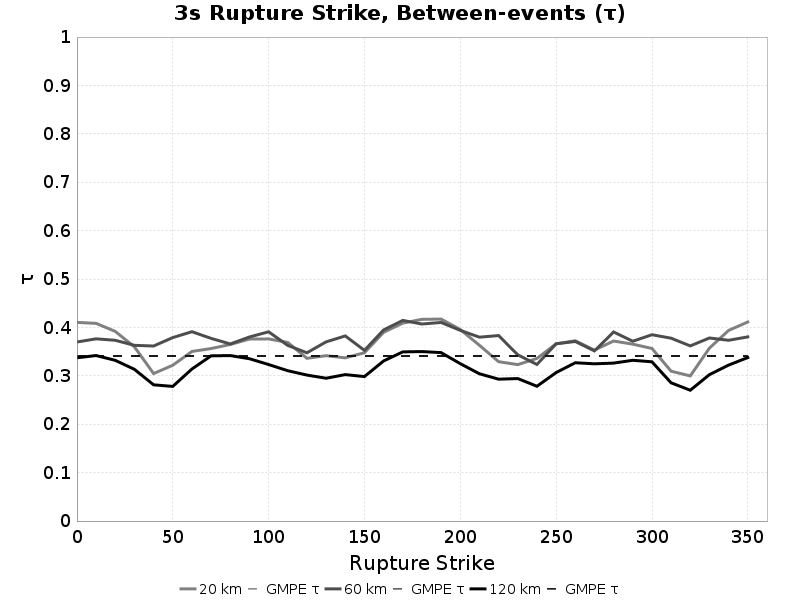 3s Rupture Strike, Between-events (τ)
1
0.9
0.8
0.7
0.6
0.5
τ
0.4
0.3
0.2
0.1
0
0 50 100 150 200 250 300 350
Rupture Strike
20 km GMPE τ 60 km GMPE τ 120 km GMPE τ